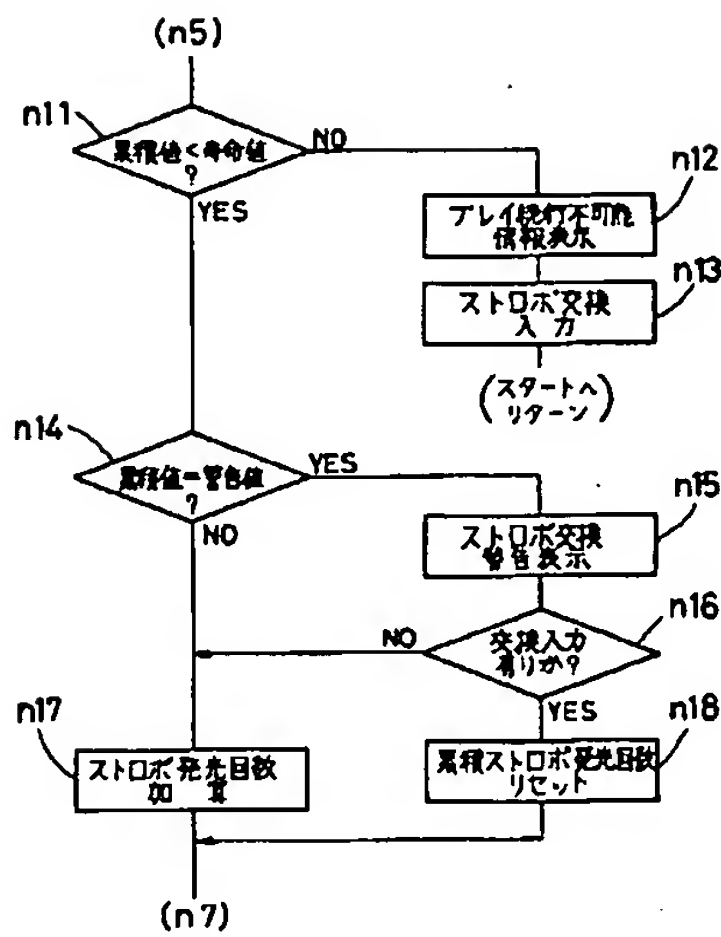 (n5)
n11
累積値<寿命値
?
NO
YES
n12
プレイ続行不可能
情報表示
n13
ストロボ交換
入力
(スタートへ
リターン)
n14
累積値=警告値
?
YES
NO
n15
ストロボ交換
警告表示
n16
交換入力
有りか?
NO
YES
n17
ストロボ発光回数
加 算
n18
累積ストロボ発光回数
リセット
(n7)